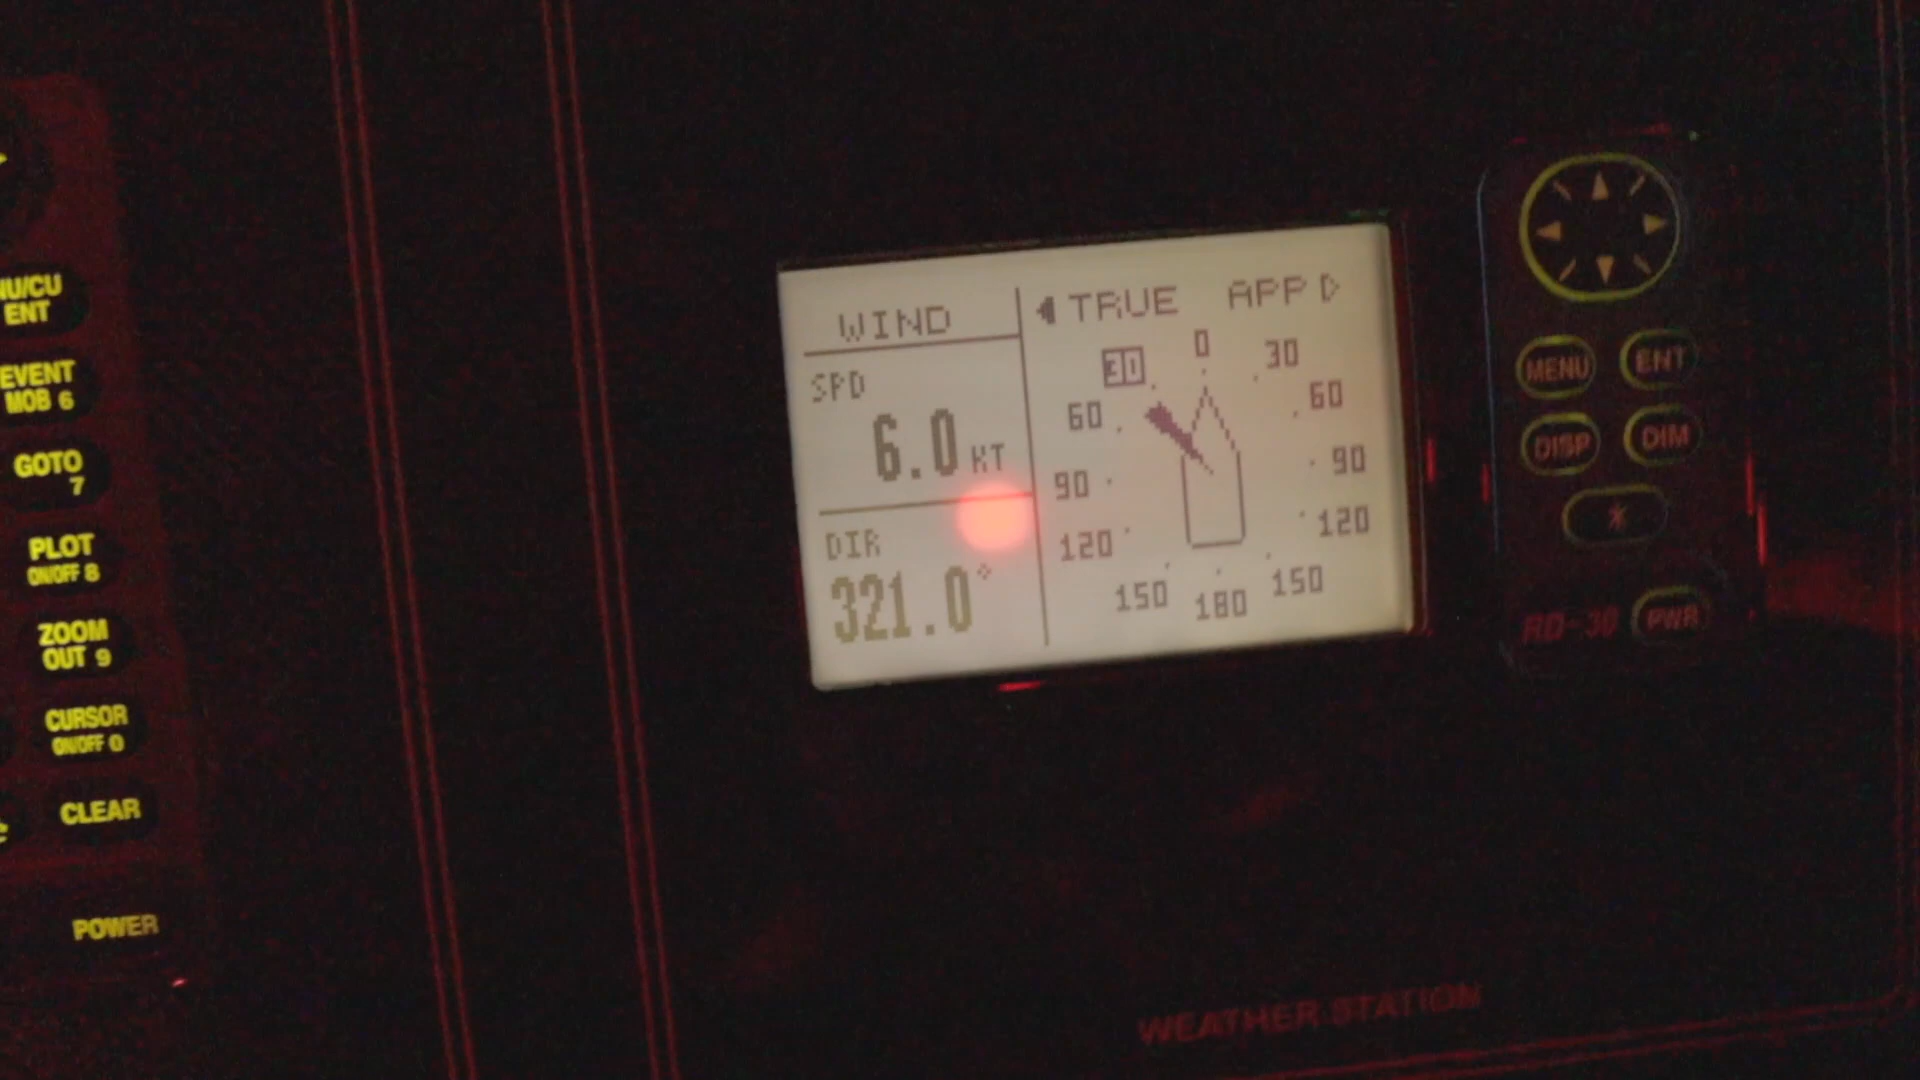 ENT
EVENT
MOB 6
GOTO
7
PLOT
ON/OFF 8
ZOOM
OUT 9
CURSOR
ON/OFF 0
CLEAR
POWER
WIND
SPD
6.0 KT
DIR
321.0°
TRUE APP
0
30 30
60 60
90 90
120 120
150 180 150
MENU ENT
DISP DIM
RD-30 PWR
WEATHER STATION